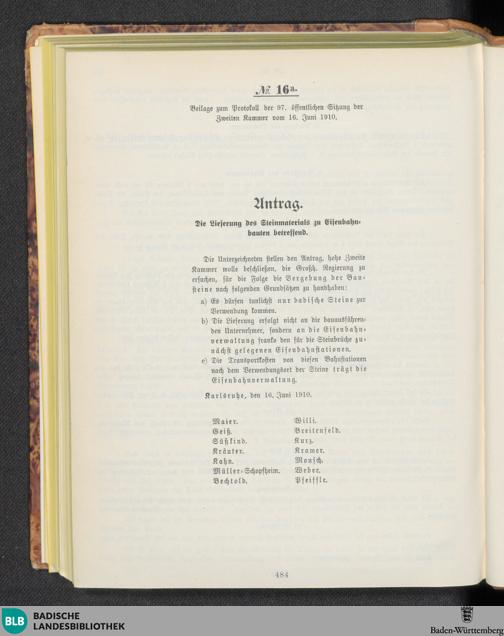 № 16a.
Beilage zum Protokoll der 97. öffentlichen Sitzung der
Zweiten Kammer vom 16. Juni 1910.
Antrag.
Die Lieferung des Steinmaterials zu Eisenbahn-
bauten betreffend.
Die Unterzeichneten stellen den Antrag, hohe Zweite
Kammer wolle beschließen, die Großh. Regierung zu
ersuchen, für die Folge die Vergebung der Bau-
steine nach folgenden Grundsätzen zu handhaben:
a) Es dürfen tunlichst nur badische Steine zur
Verwendung kommen.
b) Die Lieferung erfolgt nicht an die bauausführen-
den Unternehmer, sondern an die Eisenbahn-
verwaltung franko den für die Steinbrüche zu-
nächst gelegenen Eisenbahnstationen.
c) Die Transportkosten von diesen Bahnstationen
nach dem Verwendungsort der Steine trägt die
Eisenbahnverwaltung.
Karlsruhe, den 16. Juni 1910.
Maier. Willi.
Geiß. Breitenfeld.
Süßkind. Kurz.
Kräuter. Kramer.
Kahn. Monsch.
Müller-Schopfheim. Weber.
Bechtold. Pfeiffle.
484
BLB BADISCHE
LANDESBIBLIOTHEK
Baden-Württemberg